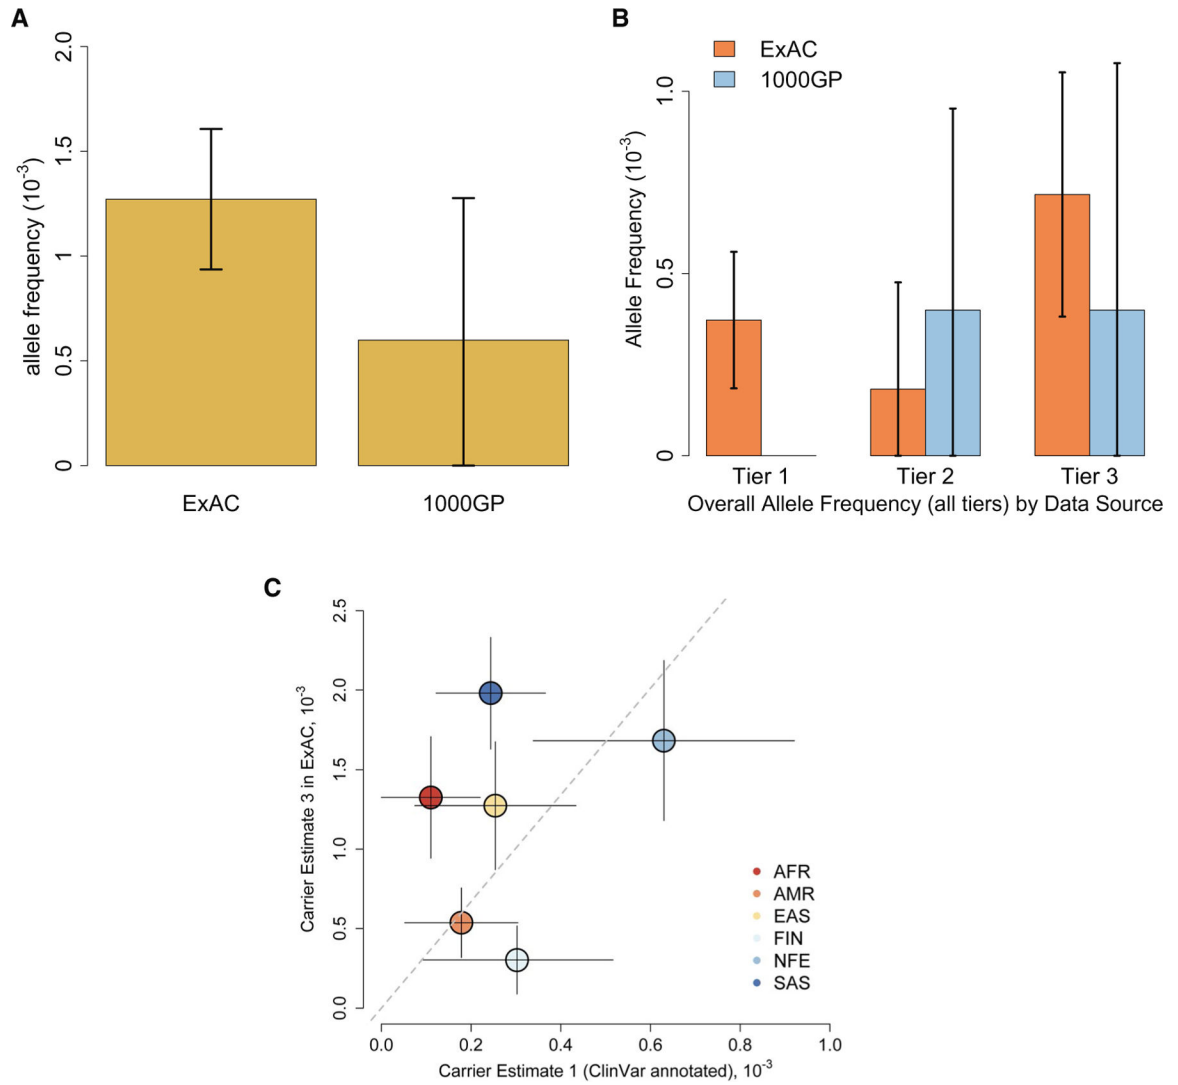 A
2.0
1.5
1
0.5
0
allele frequency (10-3)
ExAC
1000GP
B
ExAC
1000GP
1.0
0.5
0
Allele Frequency (10-3)
Tier 1
Tier 2
Tier 3
Overall Allele Frequency (all tiers) by Data Source
C
2.5
2.0
1.5
1.0
0.5
0.0
Carrier Estimate 3 in ExAC, 10-3
AFR
AMR
EAS
FIN
NFE
SAS
0.0 0.2 0.4 0.6 0.8 1.0
Carrier Estimate 1 (ClinVar annotated), 10-3